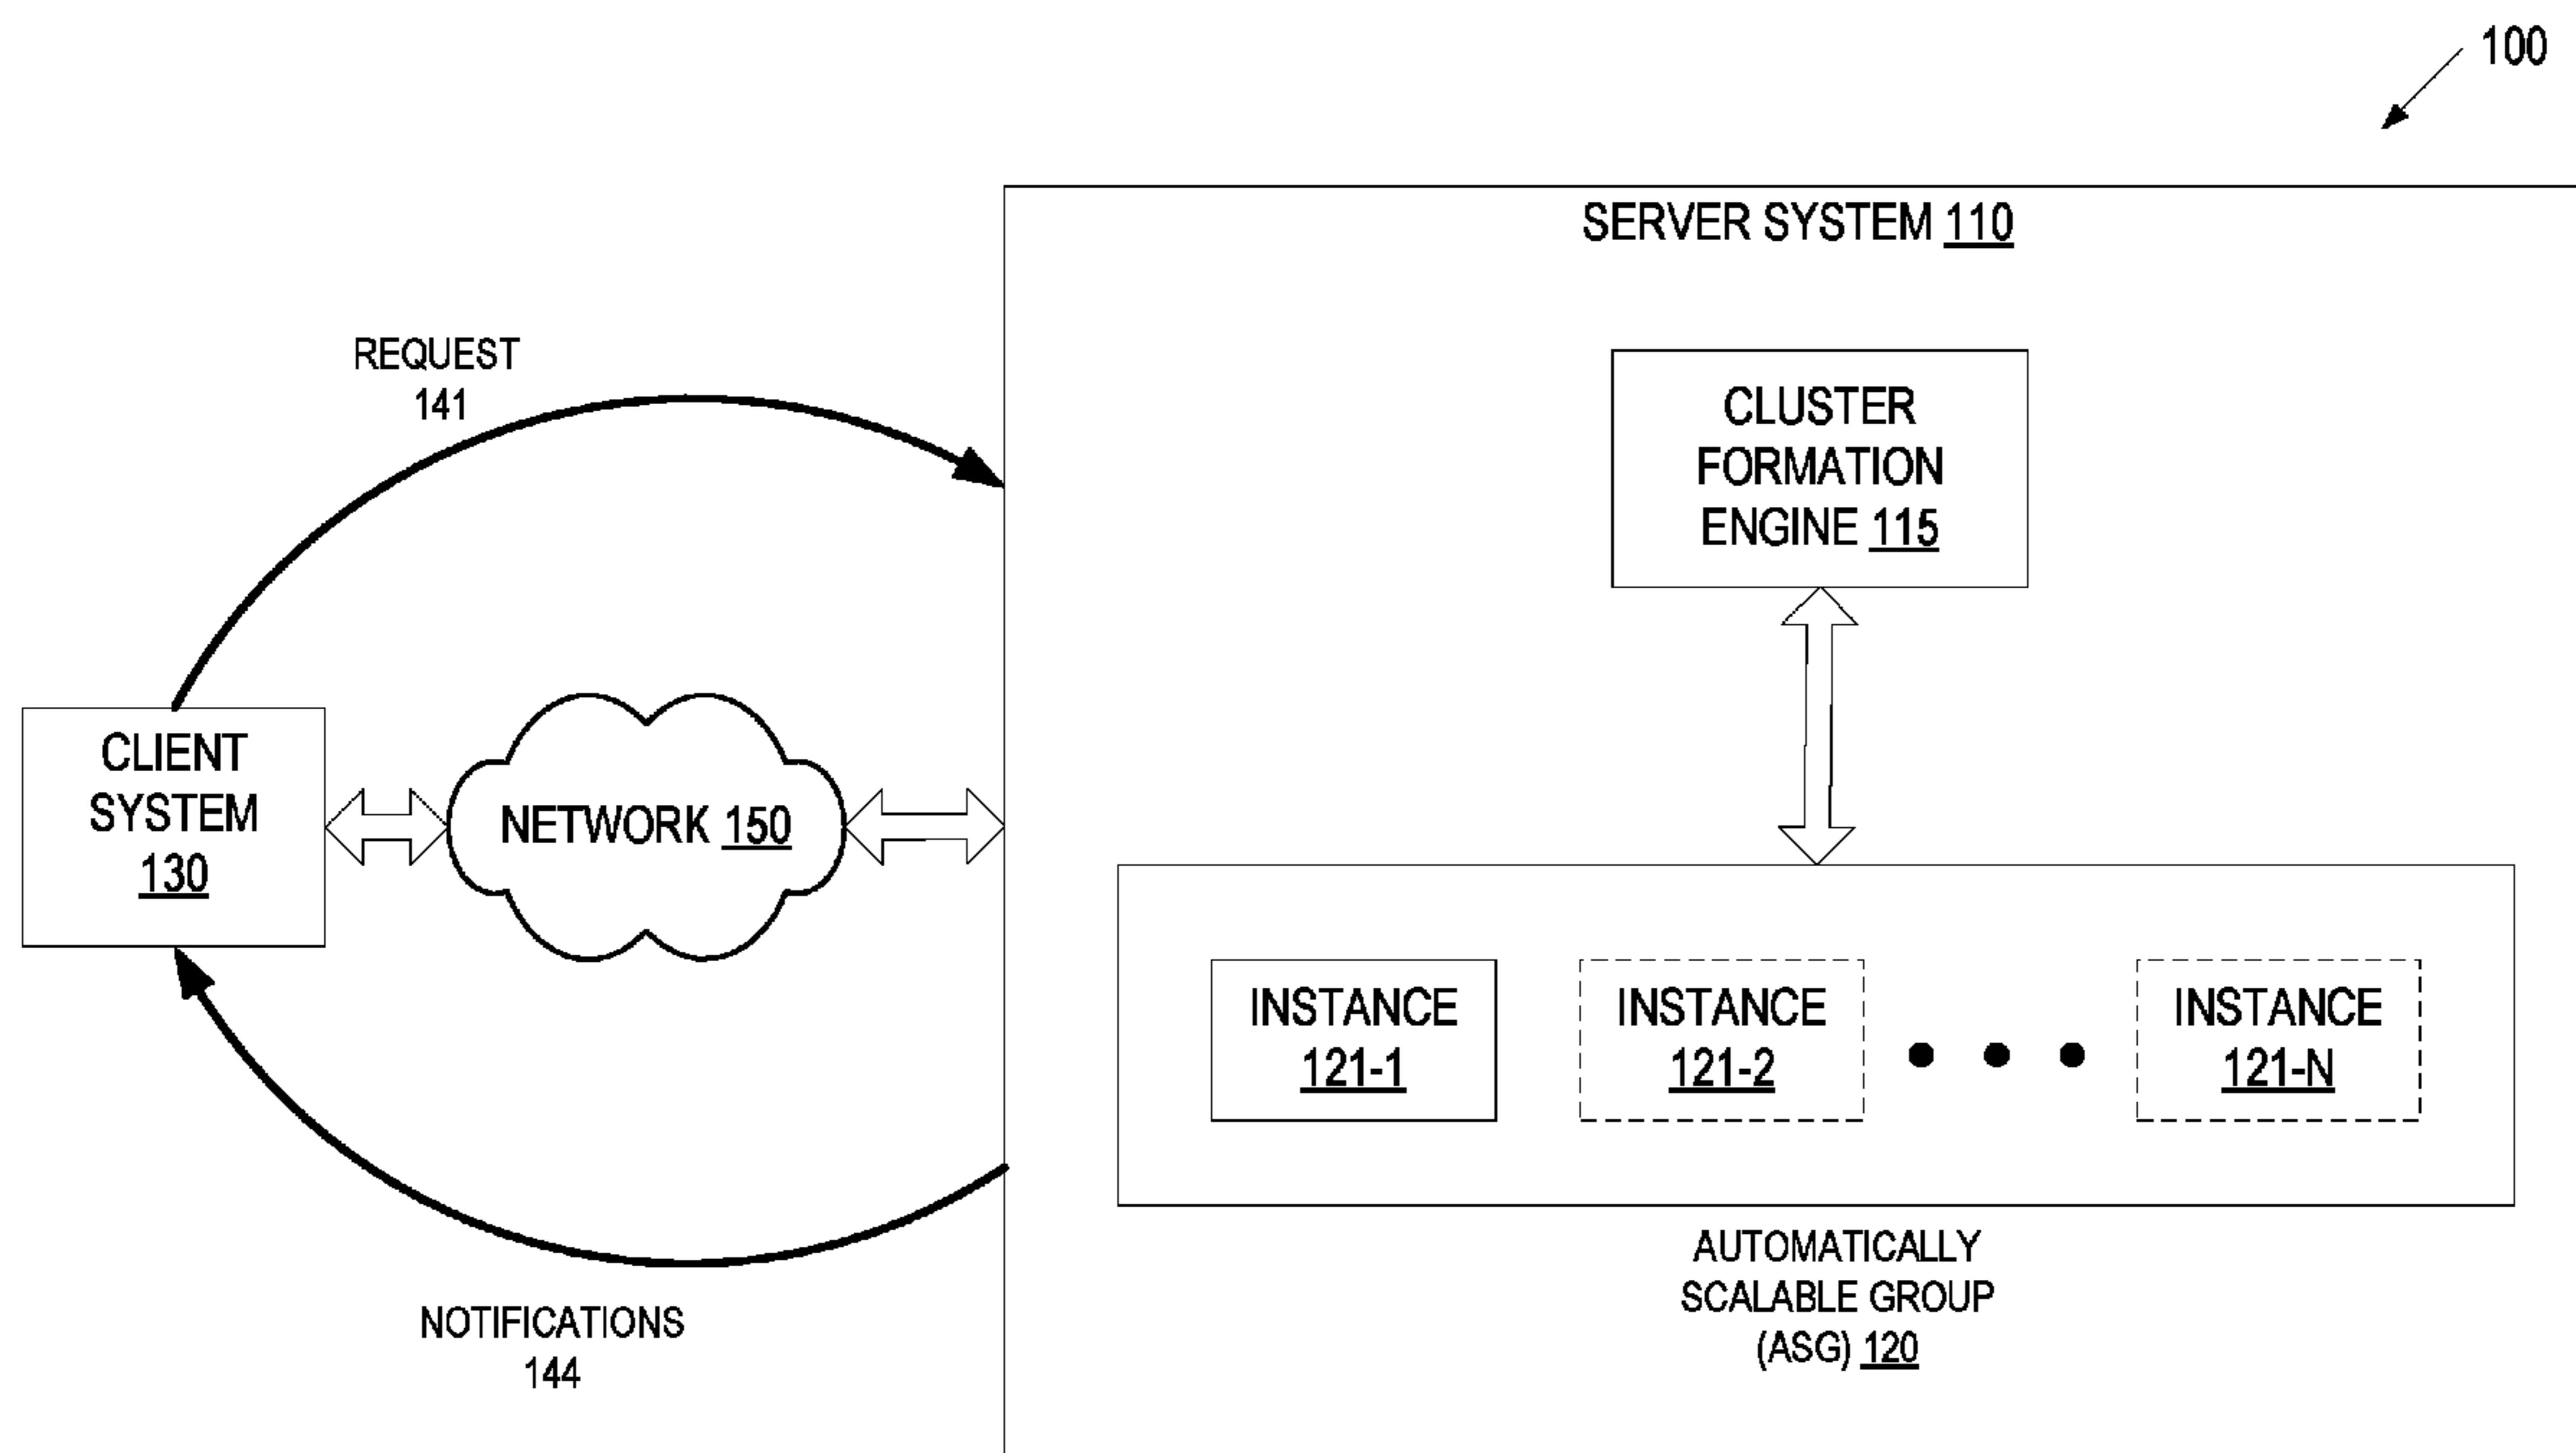 100
SERVER SYSTEM 110
REQUEST
141
CLUSTER
FORMATION
ENGINE 115
CLIENT
SYSTEM
130
NETWORK 150
INSTANCE
121-1
INSTANCE
121-2
INSTANCE
121-N
AUTOMATICALLY
SCALABLE GROUP
(ASG) 120
NOTIFICATIONS
144